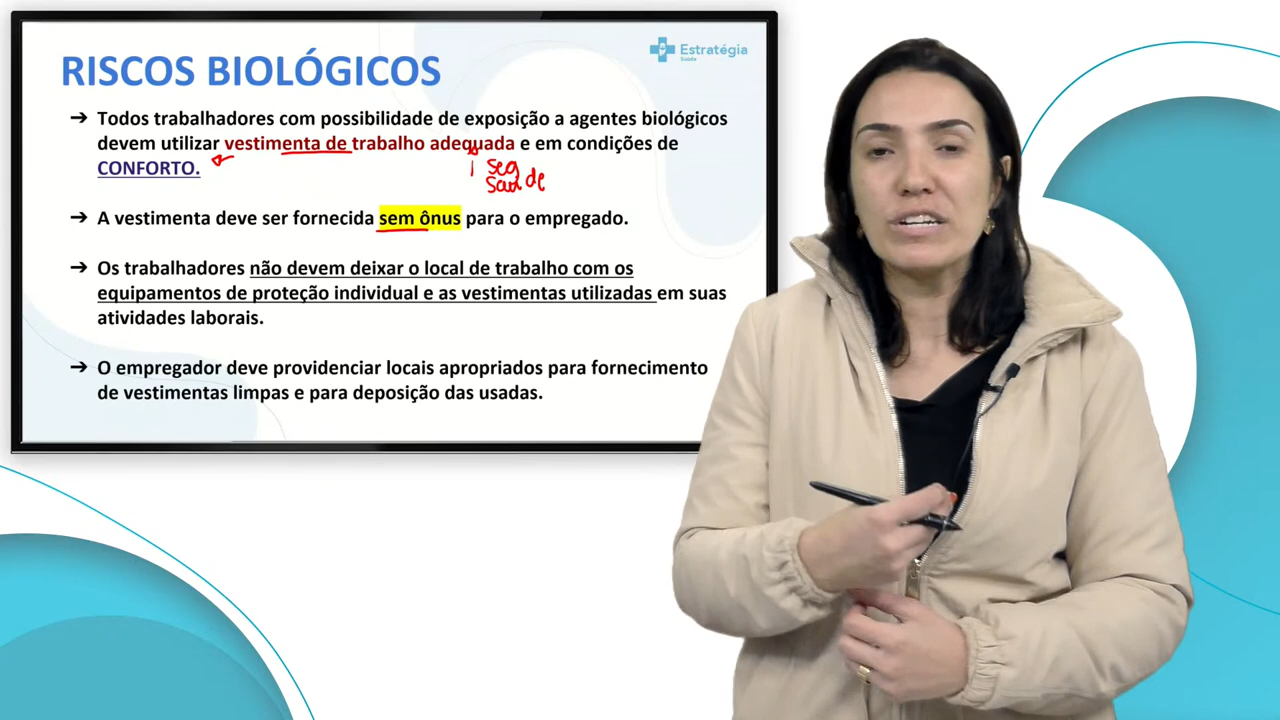 RISCOS BIOLÓGICOS
Estratégia
Saúde
➔ Todos trabalhadores com possibilidade de exposição a agentes biológicos
devem utilizar vestimenta de trabalho adequada e em condições de
CONFORTO.
seg
saúde
➔ A vestimenta deve ser fornecida sem ônus para o empregado.
➔ Os trabalhadores não devem deixar o local de trabalho com os
equipamentos de proteção individual e as vestimentas utilizadas em suas
atividades laborais.
➔ O empregador deve providenciar locais apropriados para fornecimento
de vestimentas limpas e para deposição das usadas.